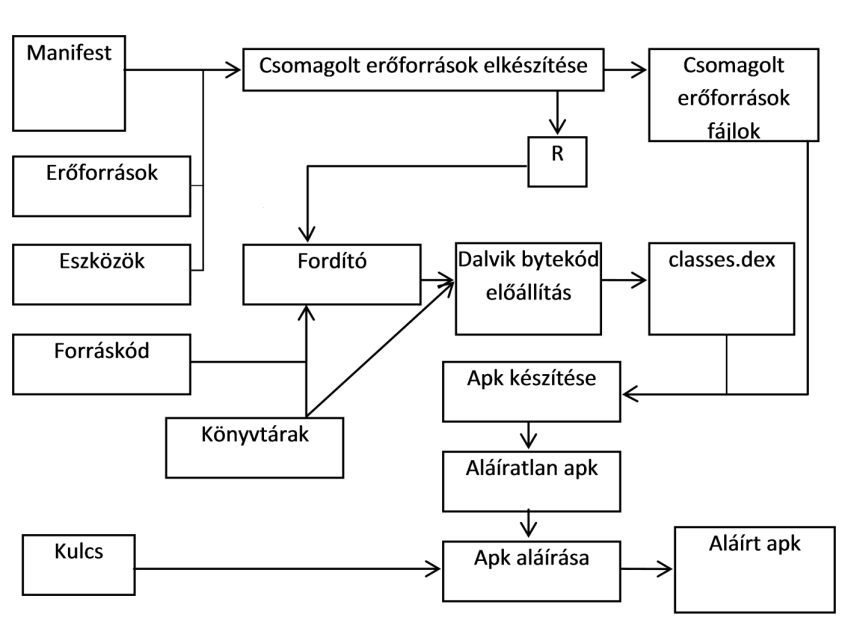 Manifest
Csomagolt erőforrások elkészítése
Csomagolt
erőforrások
fájlok
R
Erőforrások
Eszközök
Fordító
Dalvik bytekód
előállítás
classes.dex
Forráskód
Apk készítése
Könyvtárak
Aláíratlan apk
Kulcs
Apk aláírása
Aláírt apk